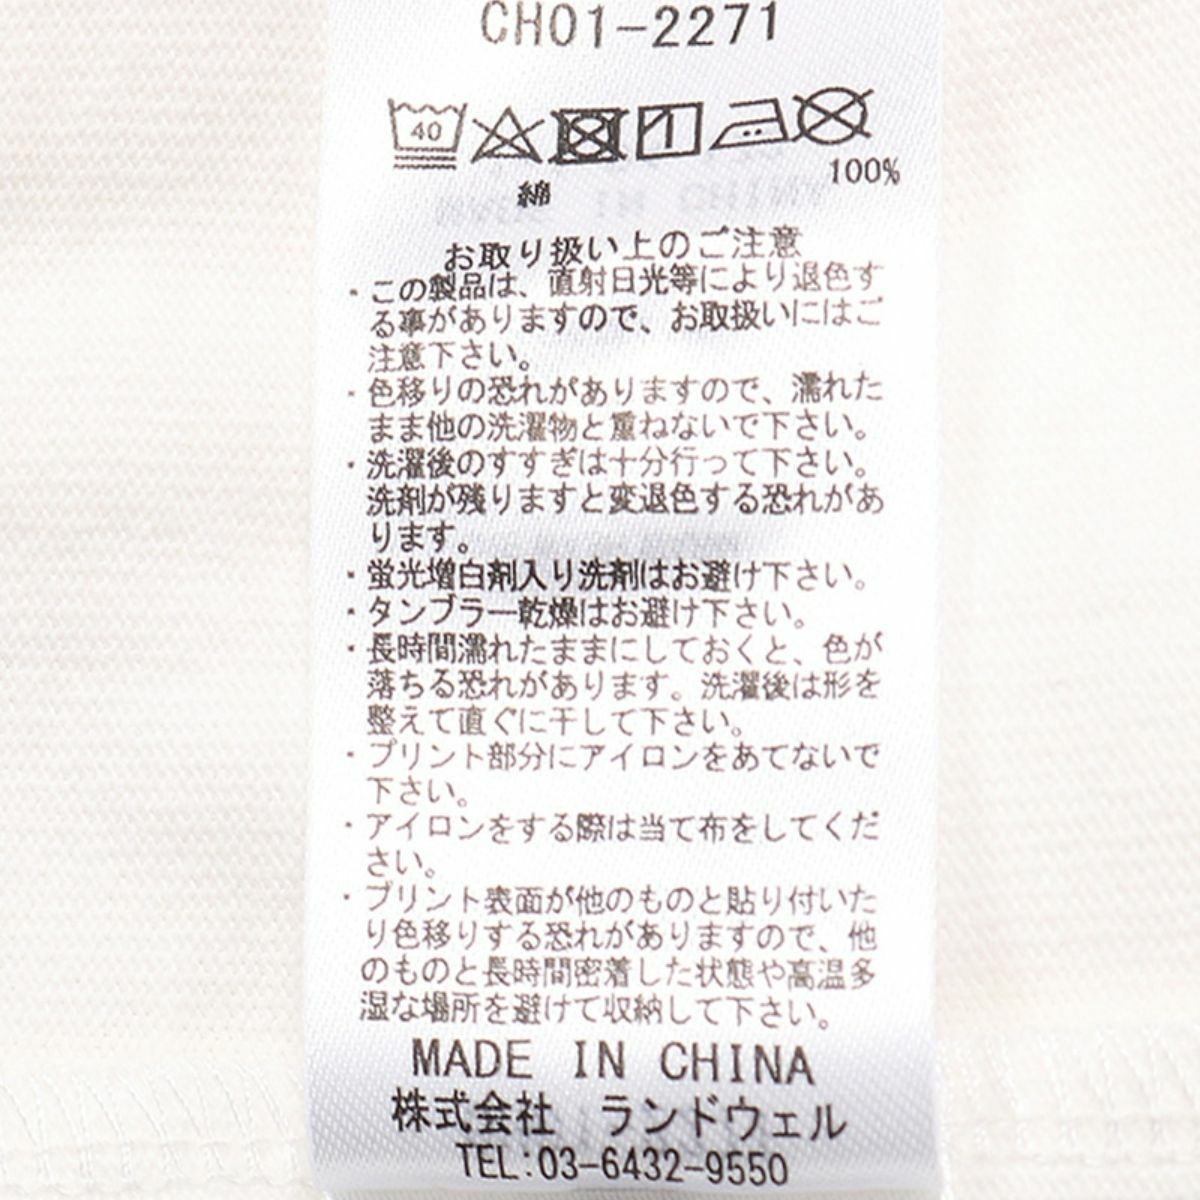 CH01-2271
40
綿 100%
お取り扱い上のご注意
・この製品は、直射日光等により退色す
る事がありますので、お取扱いにはご
注意下さい。
・色移りの恐れがありますので、濡れた
まま他の洗濯物と重ねないで下さい。
・洗濯後のすすぎは十分行って下さい。
洗剤が残りますと変退色する恐れがあ
ります。
・蛍光増白剤入り洗剤はお避け下さい。
・タンブラー乾燥はお避け下さい。
・長時間濡れたままにしておくと、色が
落ちる恐れがあります。洗濯後は形を
整えて直ぐに干して下さい。
・プリント部分にアイロンをあてないで
下さい。
・アイロンをする際は当て布をしてくだ
さい。
・プリント表面が他のものと貼り付いた
り色移りする恐れがありますので、他
のものと長時間密着した状態や高温多
湿な場所を避けて収納して下さい。
MADE IN CHINA
株式会社 ランドウェル
TEL:03-6432-9550